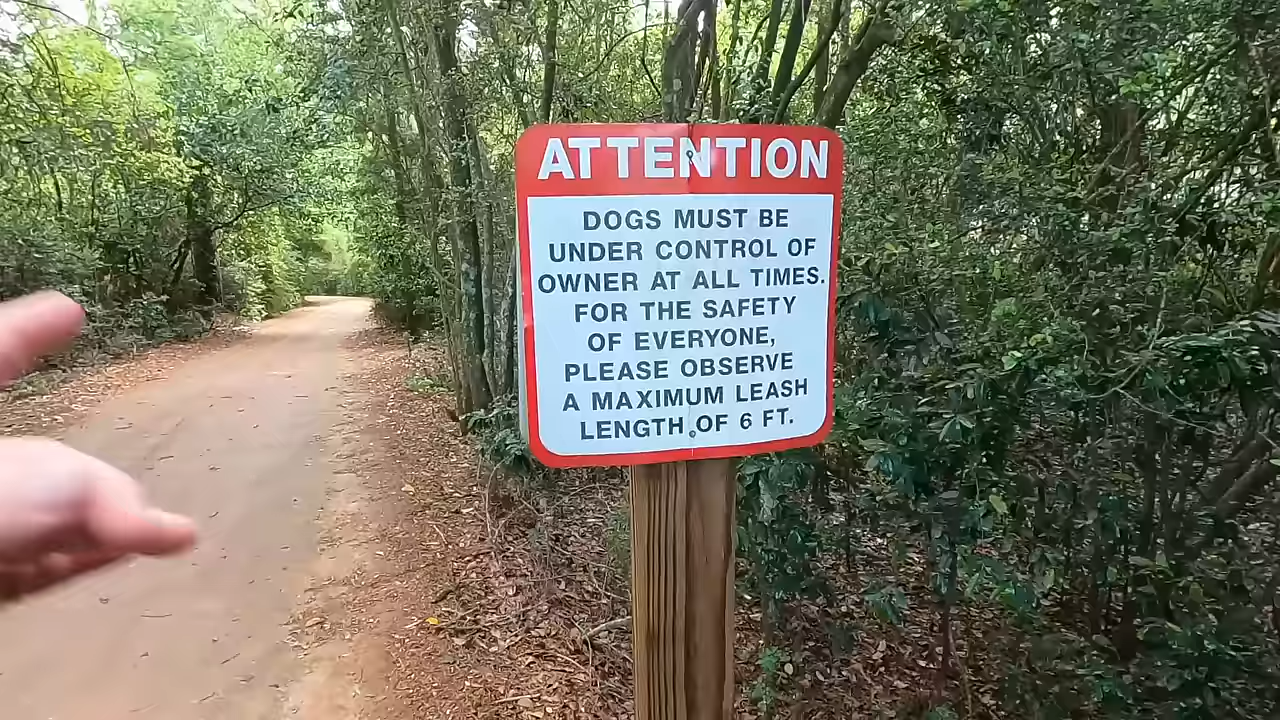 ATTENTION
DOGS MUST BE
UNDER CONTROL OF
OWNER AT ALL TIMES.
FOR THE SAFETY
OF EVERYONE,
PLEASE OBSERVE
A MAXIMUM LEASH
LENGTH OF 6 FT.